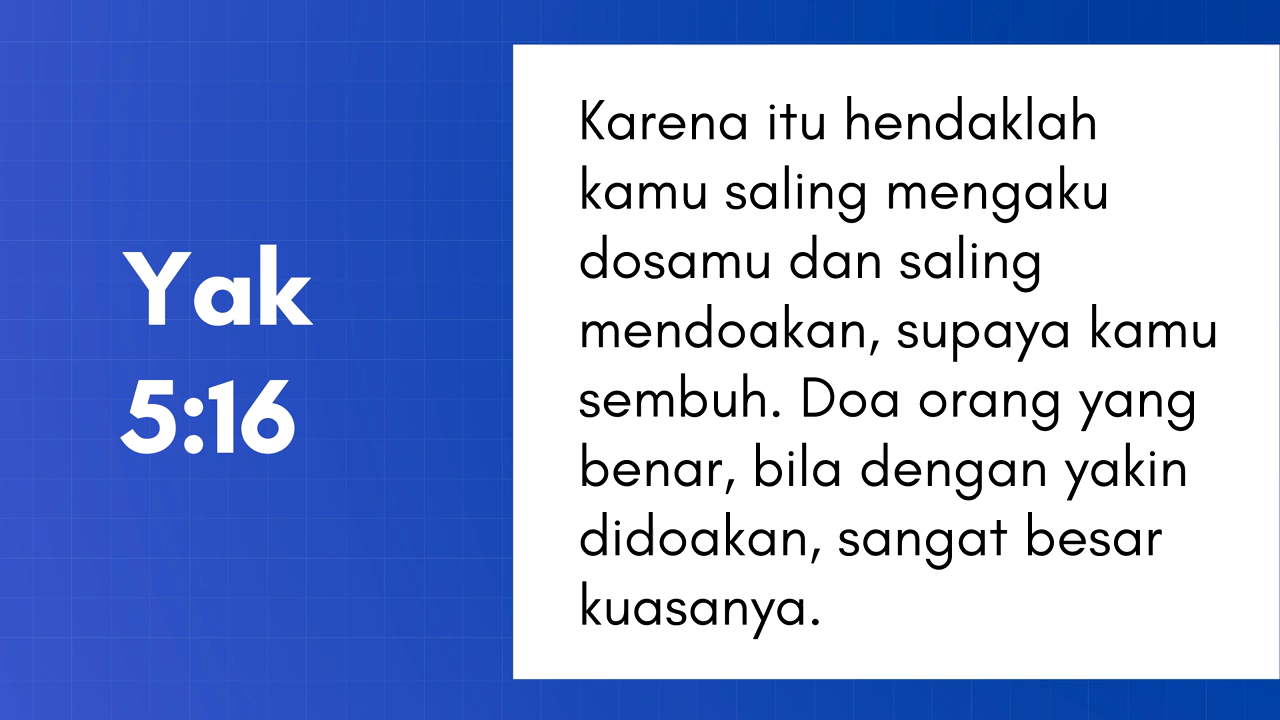 Yak
5:16
Karena itu hendaklah
kamu saling mengaku
dosamu dan saling
mendoakan, supaya kamu
sembuh. Doa orang yang
benar, bila dengan yakin
didoakan, sangat besar
kuasanya.